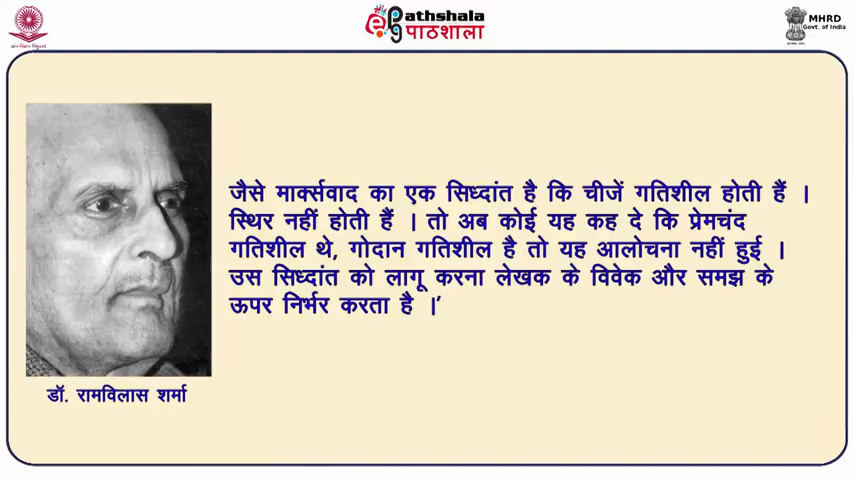 ePathshala
पाठशाला
MHRD
Govt. of India
जैसे मार्क्सवाद का एक सिध्दांत है कि चीजें गतिशील होती हैं ।
स्थिर नहीं होती हैं । तो अब कोई यह कह दे कि प्रेमचंद
गतिशील थे, गोदान गतिशील है तो यह आलोचना नहीं हुई ।
उस सिध्दांत को लागू करना लेखक के विवेक और समझ के
ऊपर निर्भर करता है ।’
डॉ. रामविलास शर्मा